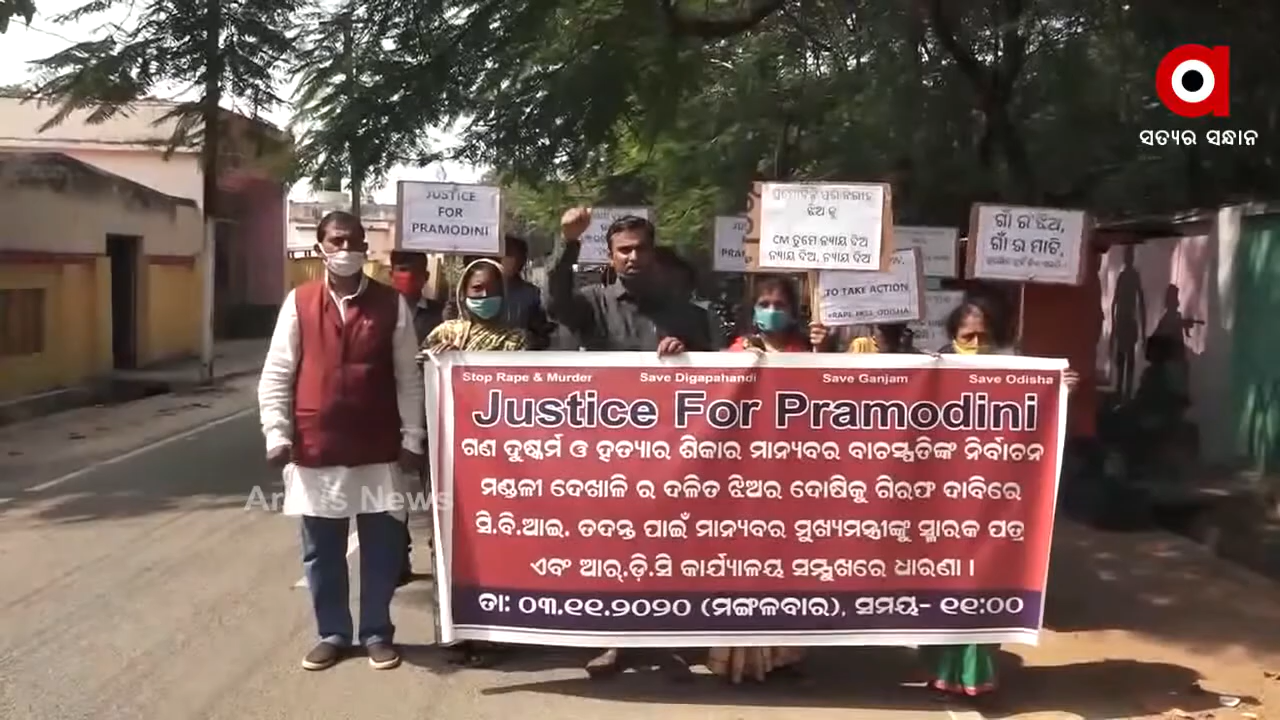 ସତ୍ୟର ସନ୍ଧାନ
JUSTICE
FOR
PRAMODINI
ଝିଅ କୁ
CM ତୁମେ ନ୍ୟାୟ ଦିଅ
ନ୍ୟାୟ ଦିଅ, ନ୍ୟାୟ ଦିଅ
TO TAKE ACTION
ଗାଁ ର ଝିଅ,
ଗାଁ ର ମାଟି,
Stop Rape & Murder Save Digapahandi Save Ganjam Save Odisha
Justice For Pramodini
ଗଣ ଦୁଷ୍କର୍ମ ଓ ହତ୍ୟାର ଶିକାର ମାନ୍ୟବର ବାଚସ୍ପତିଙ୍କ ନିର୍ବାଚନ
ମଣ୍ଡଳୀ ଦେଖାଳି ର ଦଳିତ ଝିଅର ଦୋଷିକୁ ଗିରଫ ଦାବିରେ
ସି.ବି.ଆଇ. ତଦନ୍ତ ପାଇଁ ମାନ୍ୟବର ମୁଖ୍ୟମନ୍ତ୍ରୀଙ୍କୁ ସ୍ମାରକ ପତ୍ର
ଏବଂ ଆର୍.ଡ଼ି.ସି କାର୍ଯ୍ୟାଳୟ ସମ୍ମୁଖରେ ଧାରଣା ।
ତା: ୦୩.୧୧.୨୦୨୦ (ମଙ୍ଗଳବାର), ସମୟ- ୧୧:୦୦